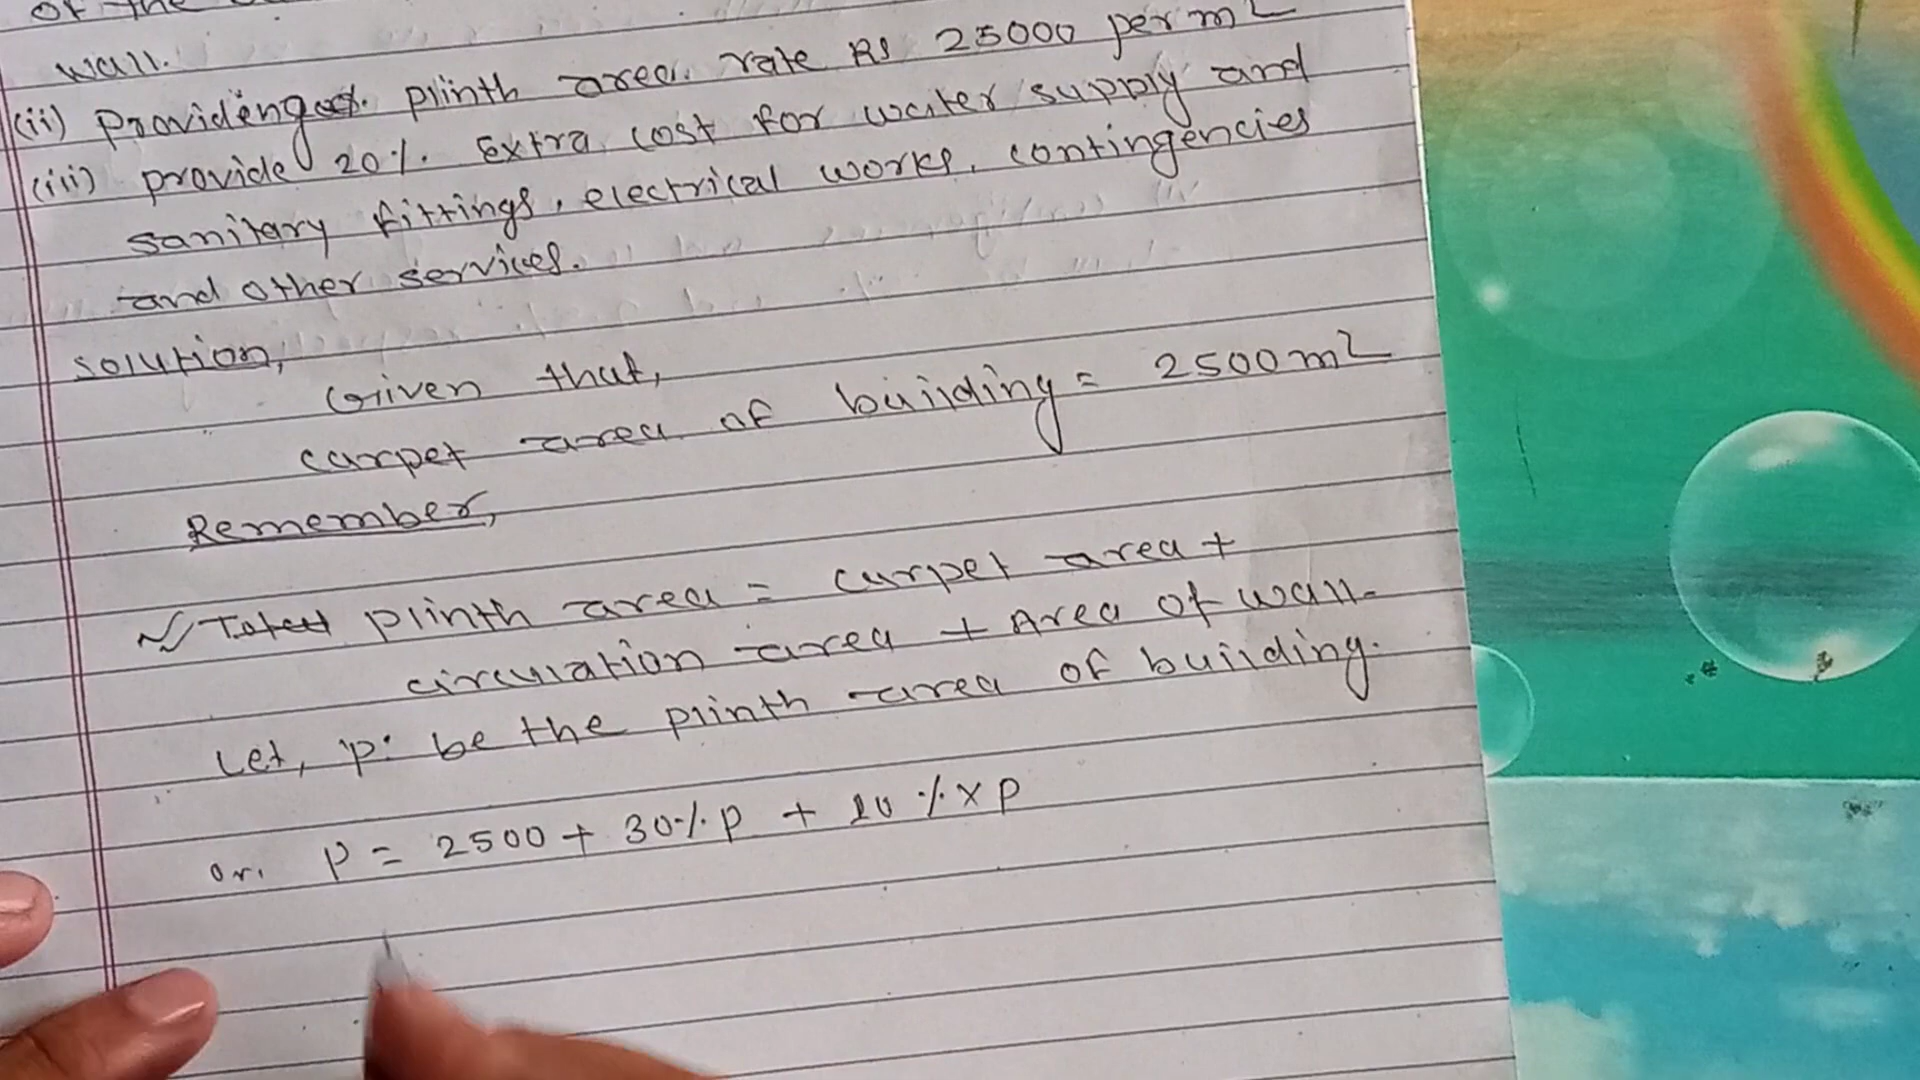 of the
wall.
(ii) Providing plinth area rate Rs 25000 per m2
(iii) provide 20% Extra cost for water supply and
sanitary fittings, electrical works, contingencies
and other services.
solution,
Given that,
carpet area of building = 2500 m2
Remember,
Total plinth area = carpet area +
circulation area + Area of wall.
Let, p: be the plinth area of building.
or, P = 2500 + 30% P + 10% x P